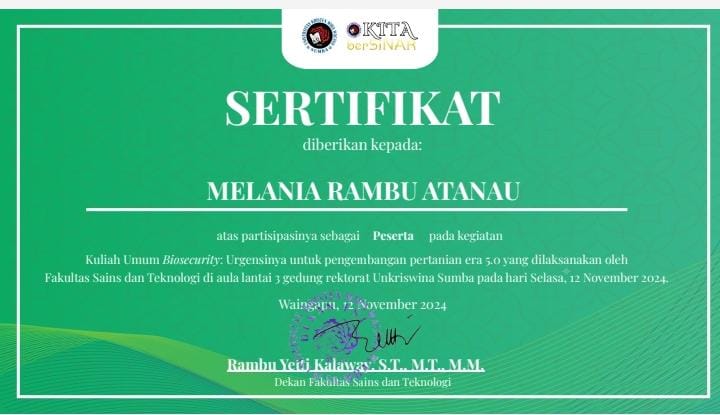 KITA
berSINAR
SERTIFIKAT
diberikan kepada:
MELANIA RAMBU ATANAU
atas partisipasinya sebagai Peserta pada kegiatan
Kuliah Umum Biosecurity: Urgensinya untuk pengembangan pertanian era 5.0 yang dilaksanakan oleh
Fakultas Sains dan Teknologi di aula lantai 3 gedung rektorat Unkriswina Sumba pada hari Selasa, 12 November 2024.
Waingapu, 12 November 2024
Rambu Yetti Kalaway, S.T., M.T., M.M.
Dekan Fakultas Sains dan Teknologi